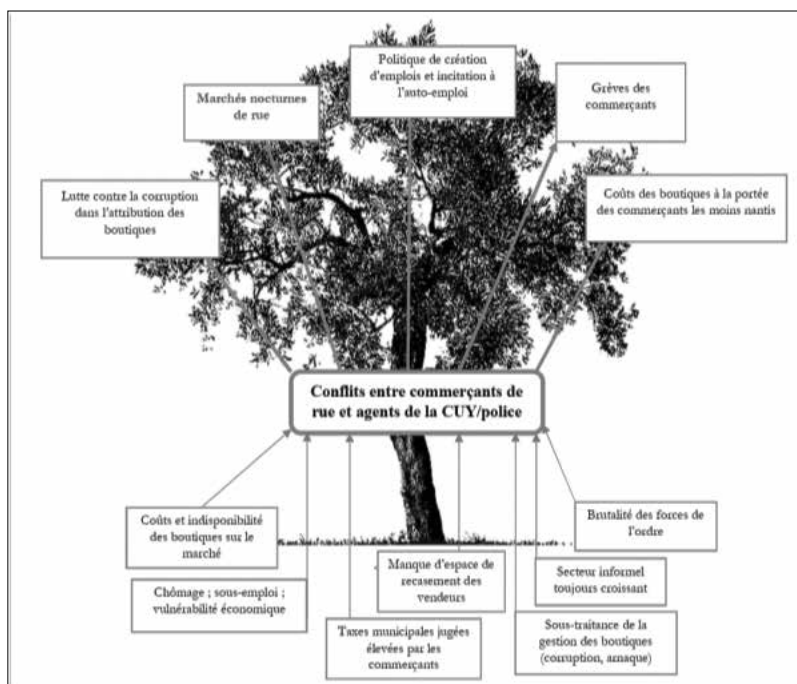 Politique de création
d'emplois et incitation à
l'auto-emploi
Marchés nocturnes
de rue
Grèves des
commerçants
Lutte contre la corruption
dans l'attribution des
boutiques
Coûts des boutiques à la portée
des commerçants les moins nantis
Conflits entre commerçants de
rue et agents de la CUY/police
Coûts et indisponibilité
des boutiques sur le
marché
Brutalité des forces de
l'ordre
Manque d'espace de
recasement des
vendeurs
Chômage ; sous-emploi ;
vulnérabilité économique
Secteur informel
toujours croissant
Taxes municipales jugées
élevées par les
commerçants
Sous-traitance de la
gestion des boutiques
(corruption, arnaque)